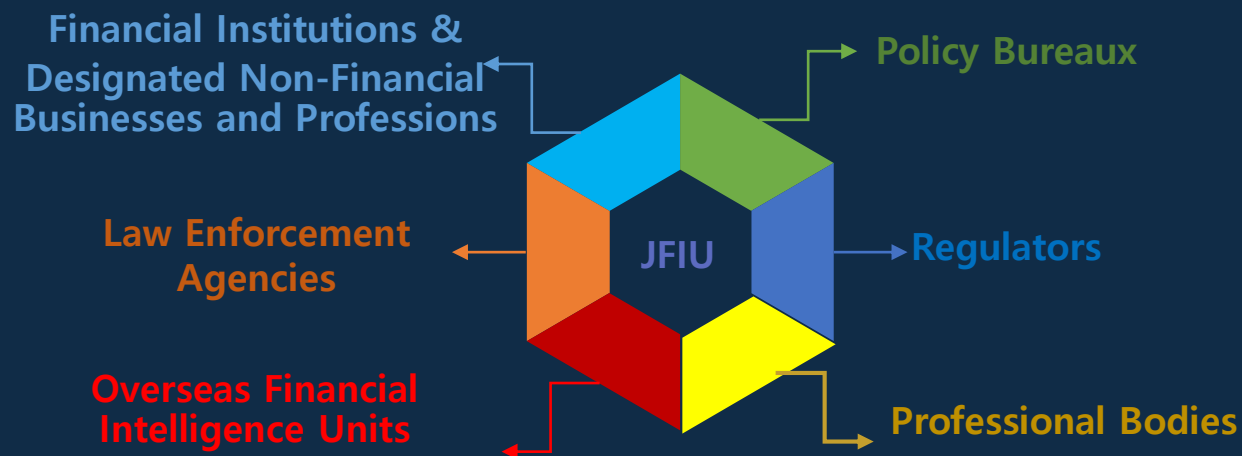 Financial Institutions &
Designated Non-Financial
Businesses and Professions
Policy Bureaux
Law Enforcement
Agencies
JFIU
Regulators
Overseas Financial
Intelligence Units
Professional Bodies